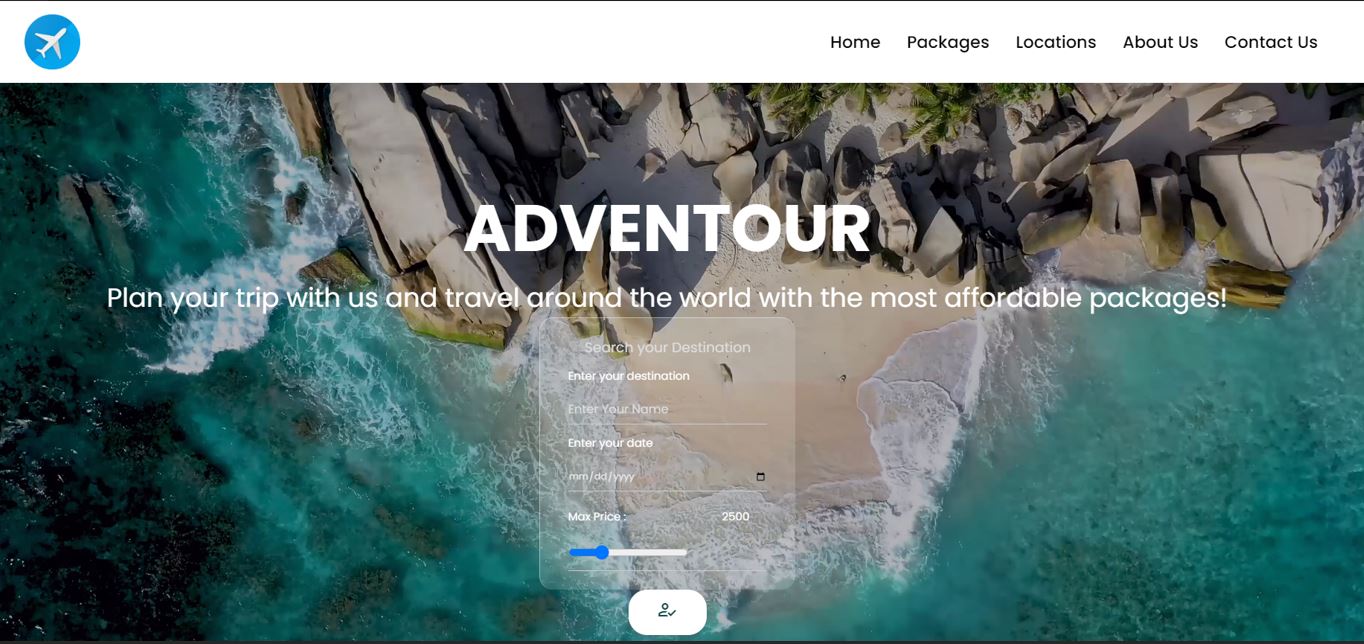 Home Packages Locations About Us Contact Us
ADVENTOUR
Plan your trip with us and travel around the world with the most affordable packages!
Search your Destination
Enter your destination
Enter Your Name
Enter your date
mm/dd/yyyy
Max Price : 2500